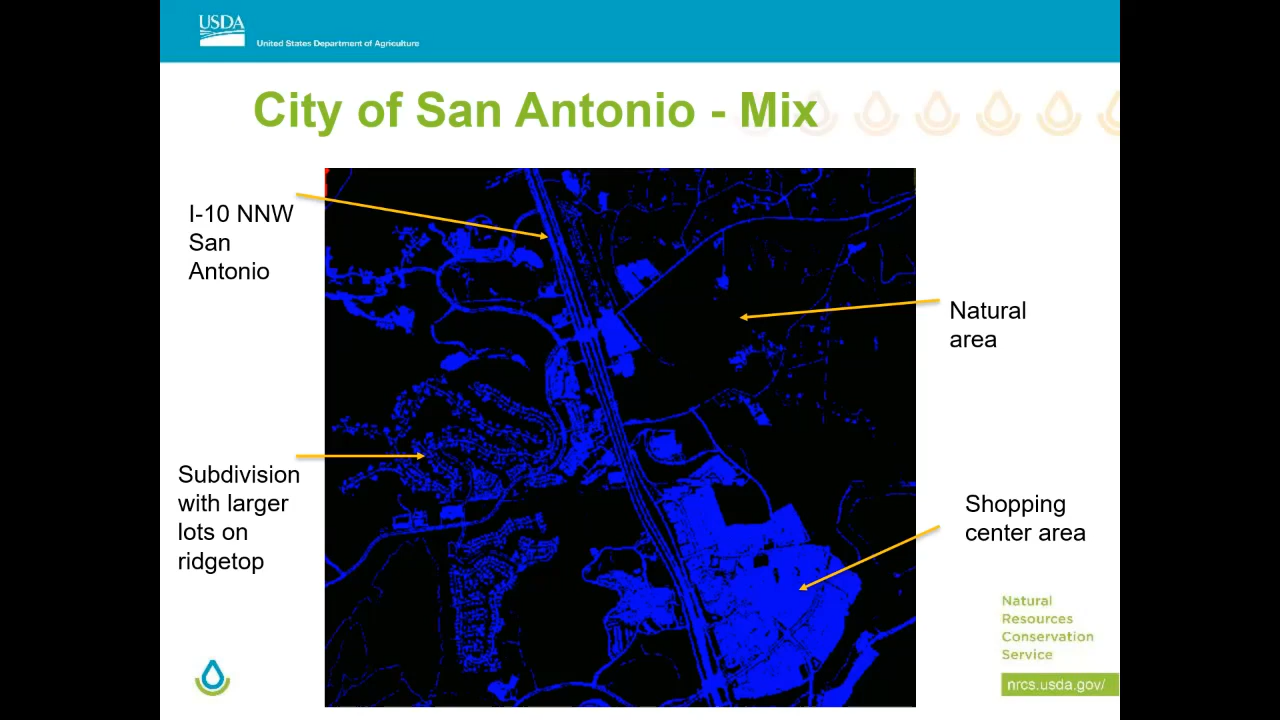 USDA
United States Department of Agriculture
City of San Antonio - Mix
I-10 NNW
San
Antonio
Natural
area
Subdivision
with larger
lots on
ridgetop
Shopping
center area
Natural
Resources
Conservation
Service
nrcs.usda.gov/